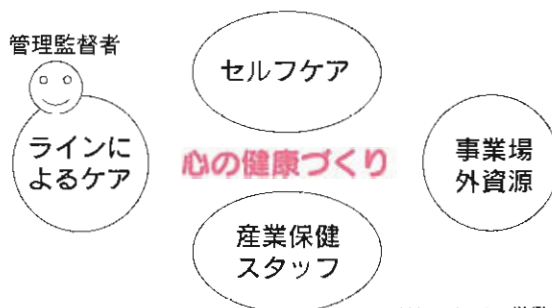 管理監督者
セルフケア
ラインに
よるケア
心の健康づくり
事業場
外資源
産業保健
スタッフ